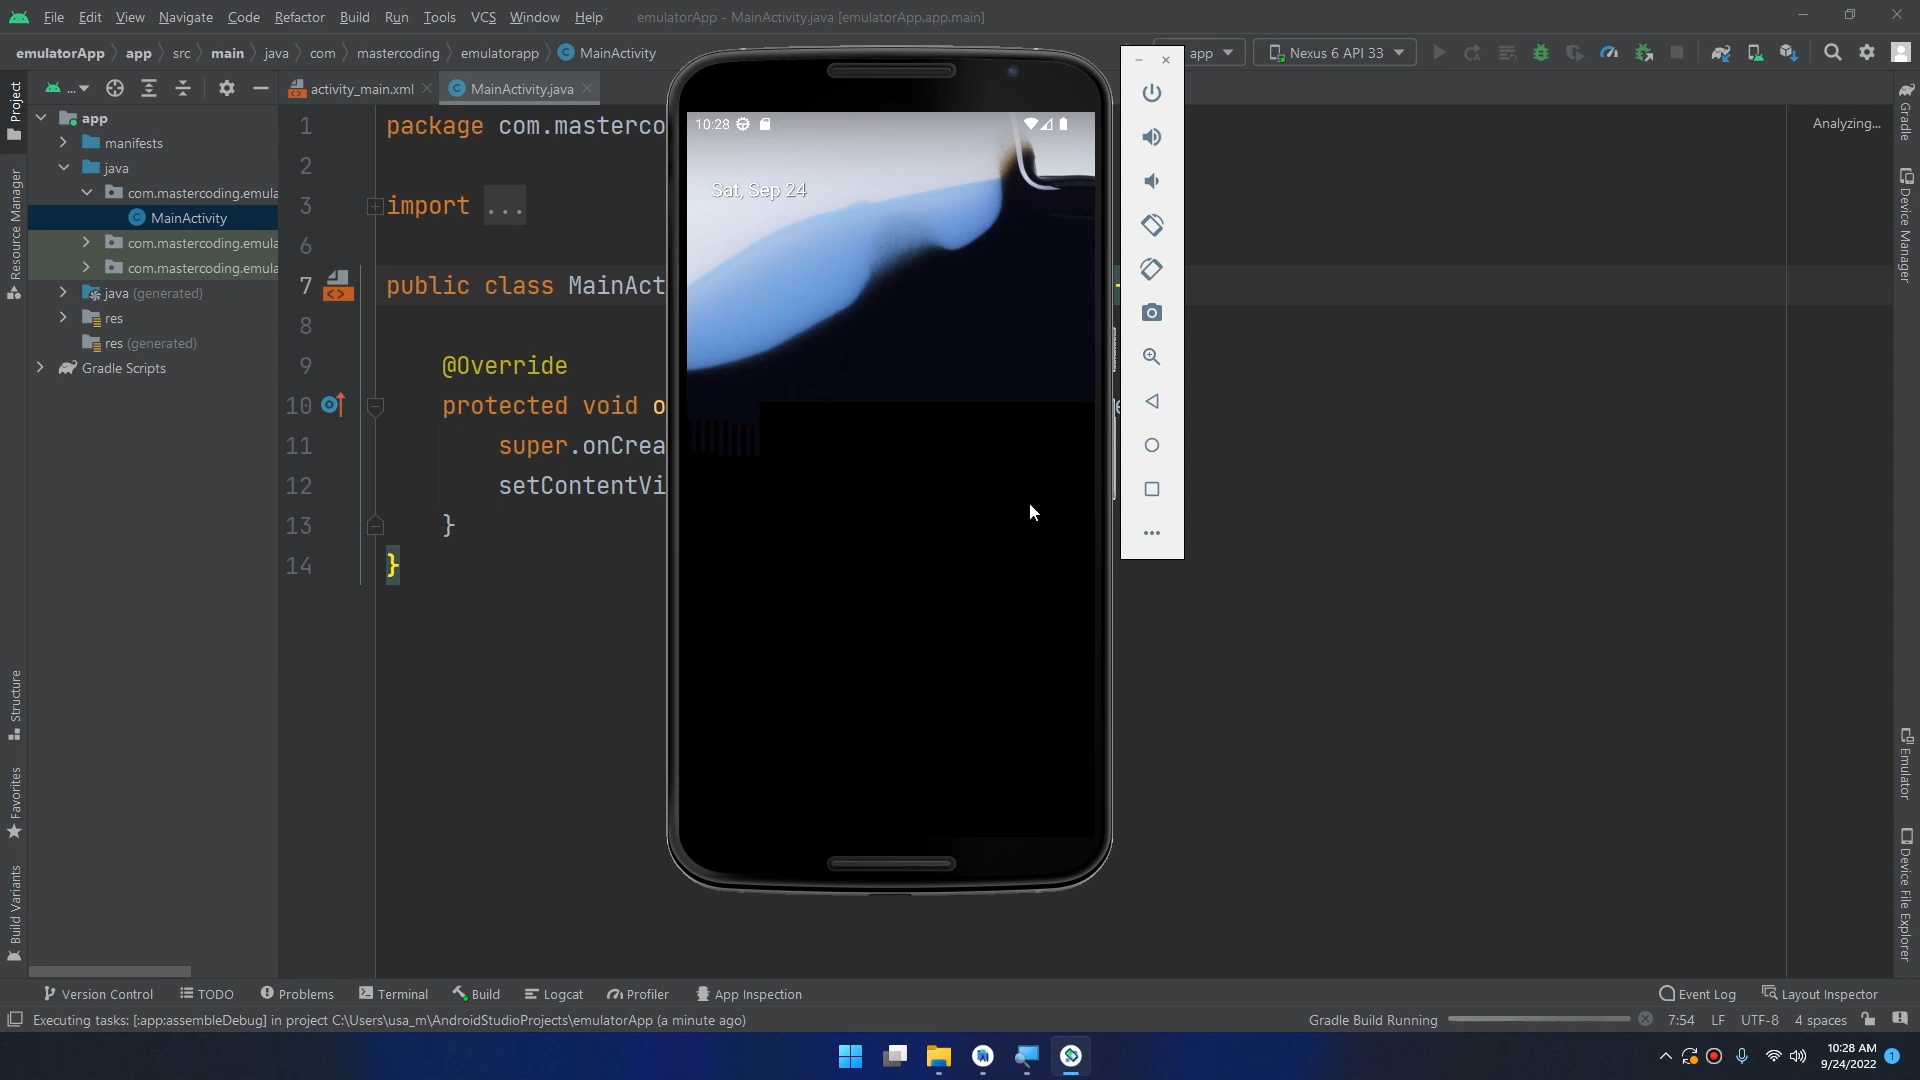 File Edit View Navigate Code Refactor Build Run Tools VCS Window Help emulatorApp - MainActivity.java [emulatorApp.app.main]
emulatorApp app src main java com mastercoding emulatorapp MainActivity app Nexus 6 API 33
... activity_main.xml MainActivity.java
Project
Resource Manager
Structure
Favorites
Build Variants
app
manifests
java
com.mastercoding.emula
MainActivity
com.mastercoding.emula
com.mastercoding.emula
java (generated)
res
res (generated)
Gradle Scripts
1 package com.masterco
2
3 import ...
6
7 public class MainAct
8
9 @Override
10 protected void o
11 super.onCrea
12 setContentVi
13 }
14 }
10:28
Sat, Sep 24
Analyzing...
Gradle
Device Manager
Emulator
Device File Explorer
Version Control TODO Problems Terminal Build Logcat Profiler App Inspection Event Log Layout Inspector
Executing tasks: [:app:assembleDebug] in project C:\Users\usa_m\AndroidStudioProjects\emulatorApp (a minute ago) Gradle Build Running 7:54 LF UTF-8 4 spaces
10:28 AM
9/24/2022
1